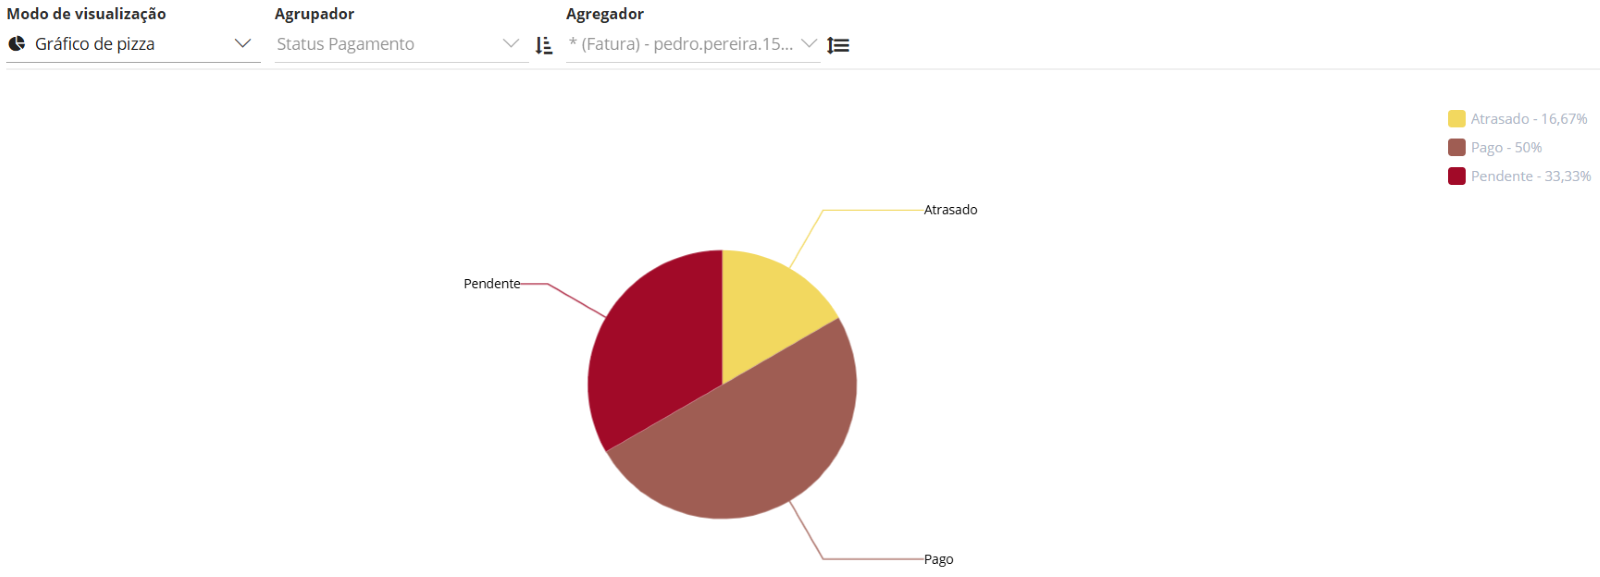 Modo de visualização
Agrupador
Agregador
Gráfico de pizza
Status Pagamento
* (Fatura) - pedro.pereira.15...
Atrasado - 16,67%
Pago - 50%
Pendente - 33,33%
Atrasado
Pendente
Pago